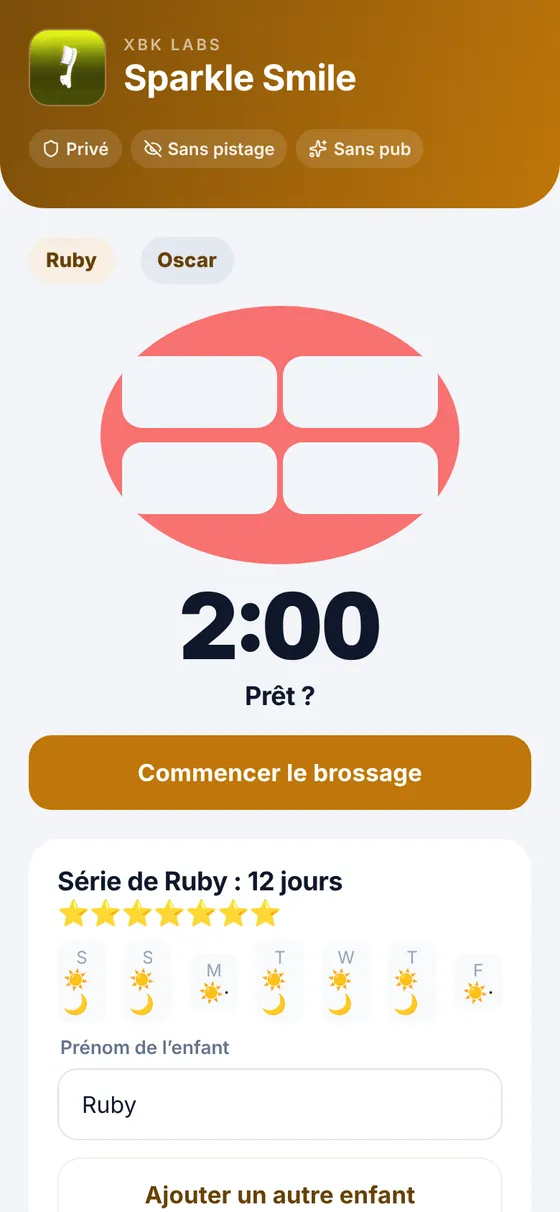 XBK LABS
Sparkle Smile
Privé
Sans pistage
Sans pub
Ruby
Oscar
2:00
Prêt ?
Commencer le brossage
Série de Ruby : 12 jours
S S M T W T F
Prénom de l’enfant
Ruby
Ajouter un autre enfant